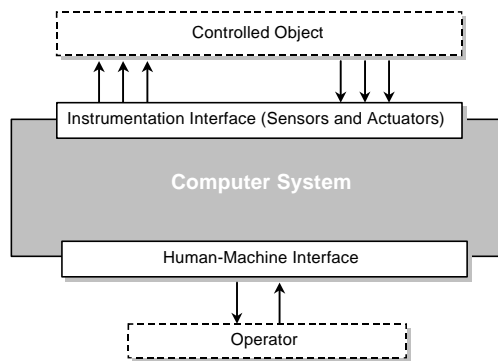 Controlled Object
Instrumentation Interface (Sensors and Actuators)
Computer System
Human-Machine Interface
Operator